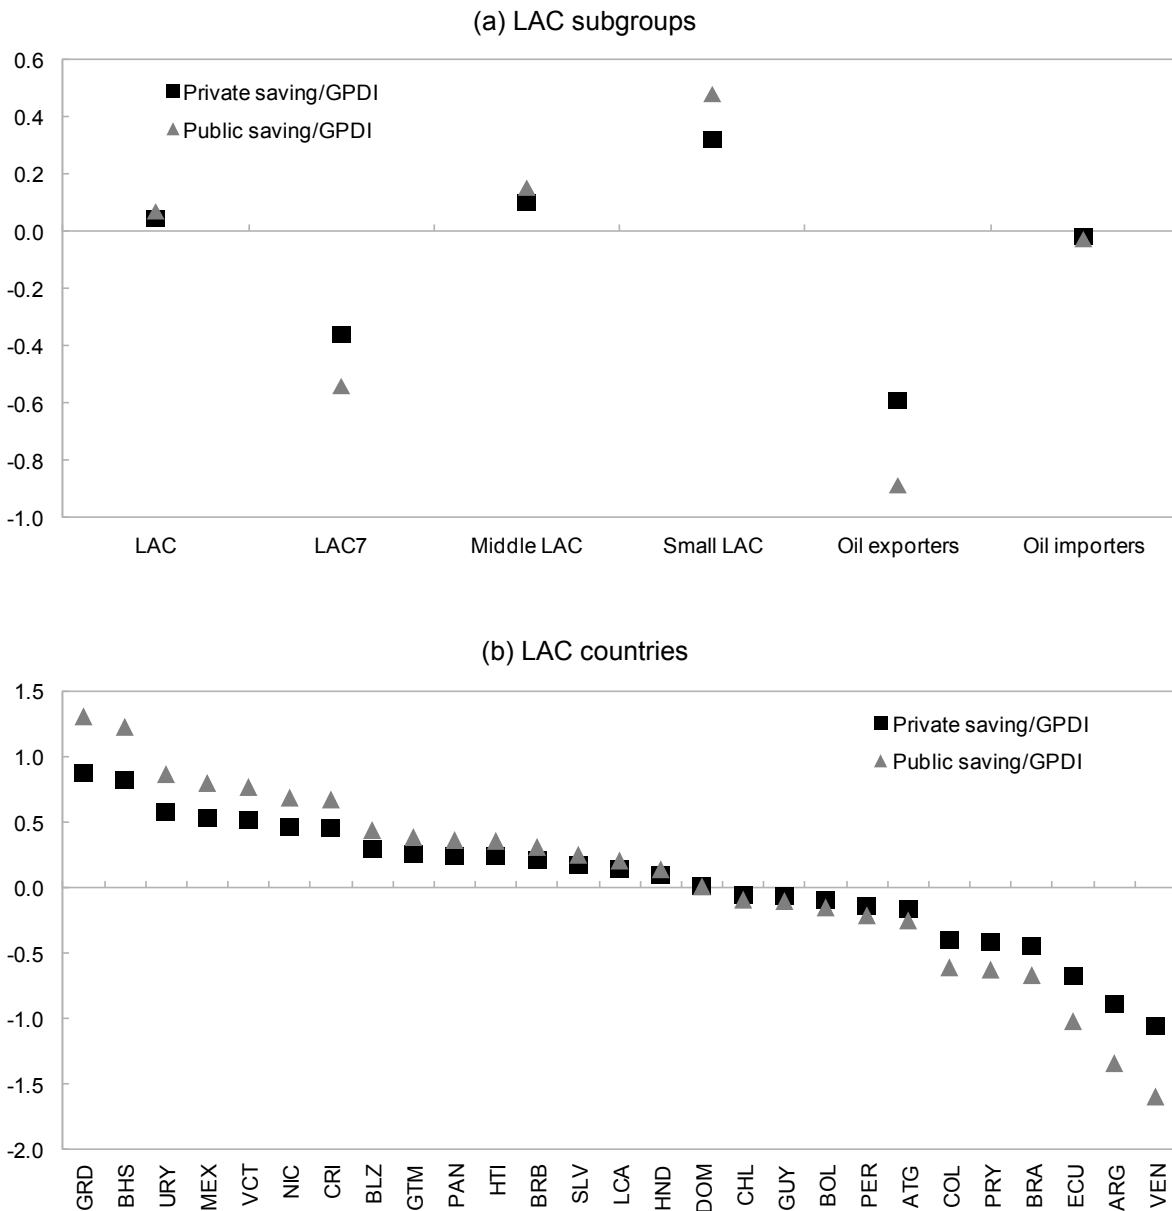 (a) LAC subgroups
0.6
0.4
0.2
0.0
-0.2
-0.4
-0.6
-0.8
-1.0
Private saving/GPDI
Public saving/GPDI
LAC LAC7 Middle LAC Small LAC Oil exporters Oil importers
(b) LAC countries
1.5
1.0
0.5
0.0
-0.5
-1.0
-1.5
-2.0
Private saving/GPDI
Public saving/GPDI
GRD
BHS
URY
MEX
VCT
NIC
CRI
BLZ
GTM
PAN
HTI
BRB
SLV
LCA
HND
DOM
CHL
GUY
BOL
PER
ATG
COL
PRY
BRA
ECU
ARG
VEN